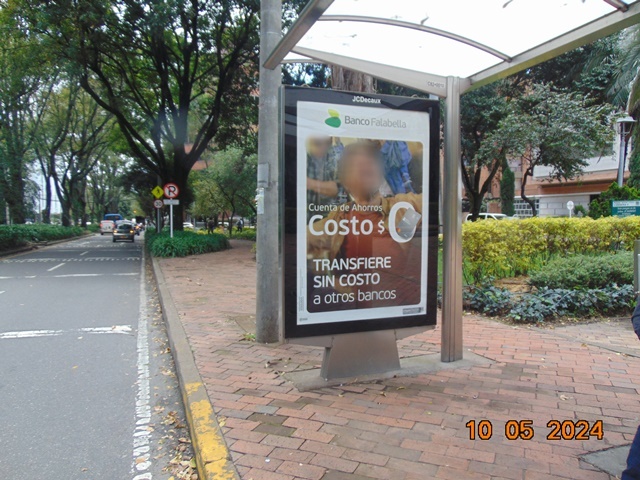 JCDecaux
Banco Falabella
Cuenta de Ahorros
Costo $0
TRANSFIERE
SIN COSTO
a otros bancos
10 05 2024